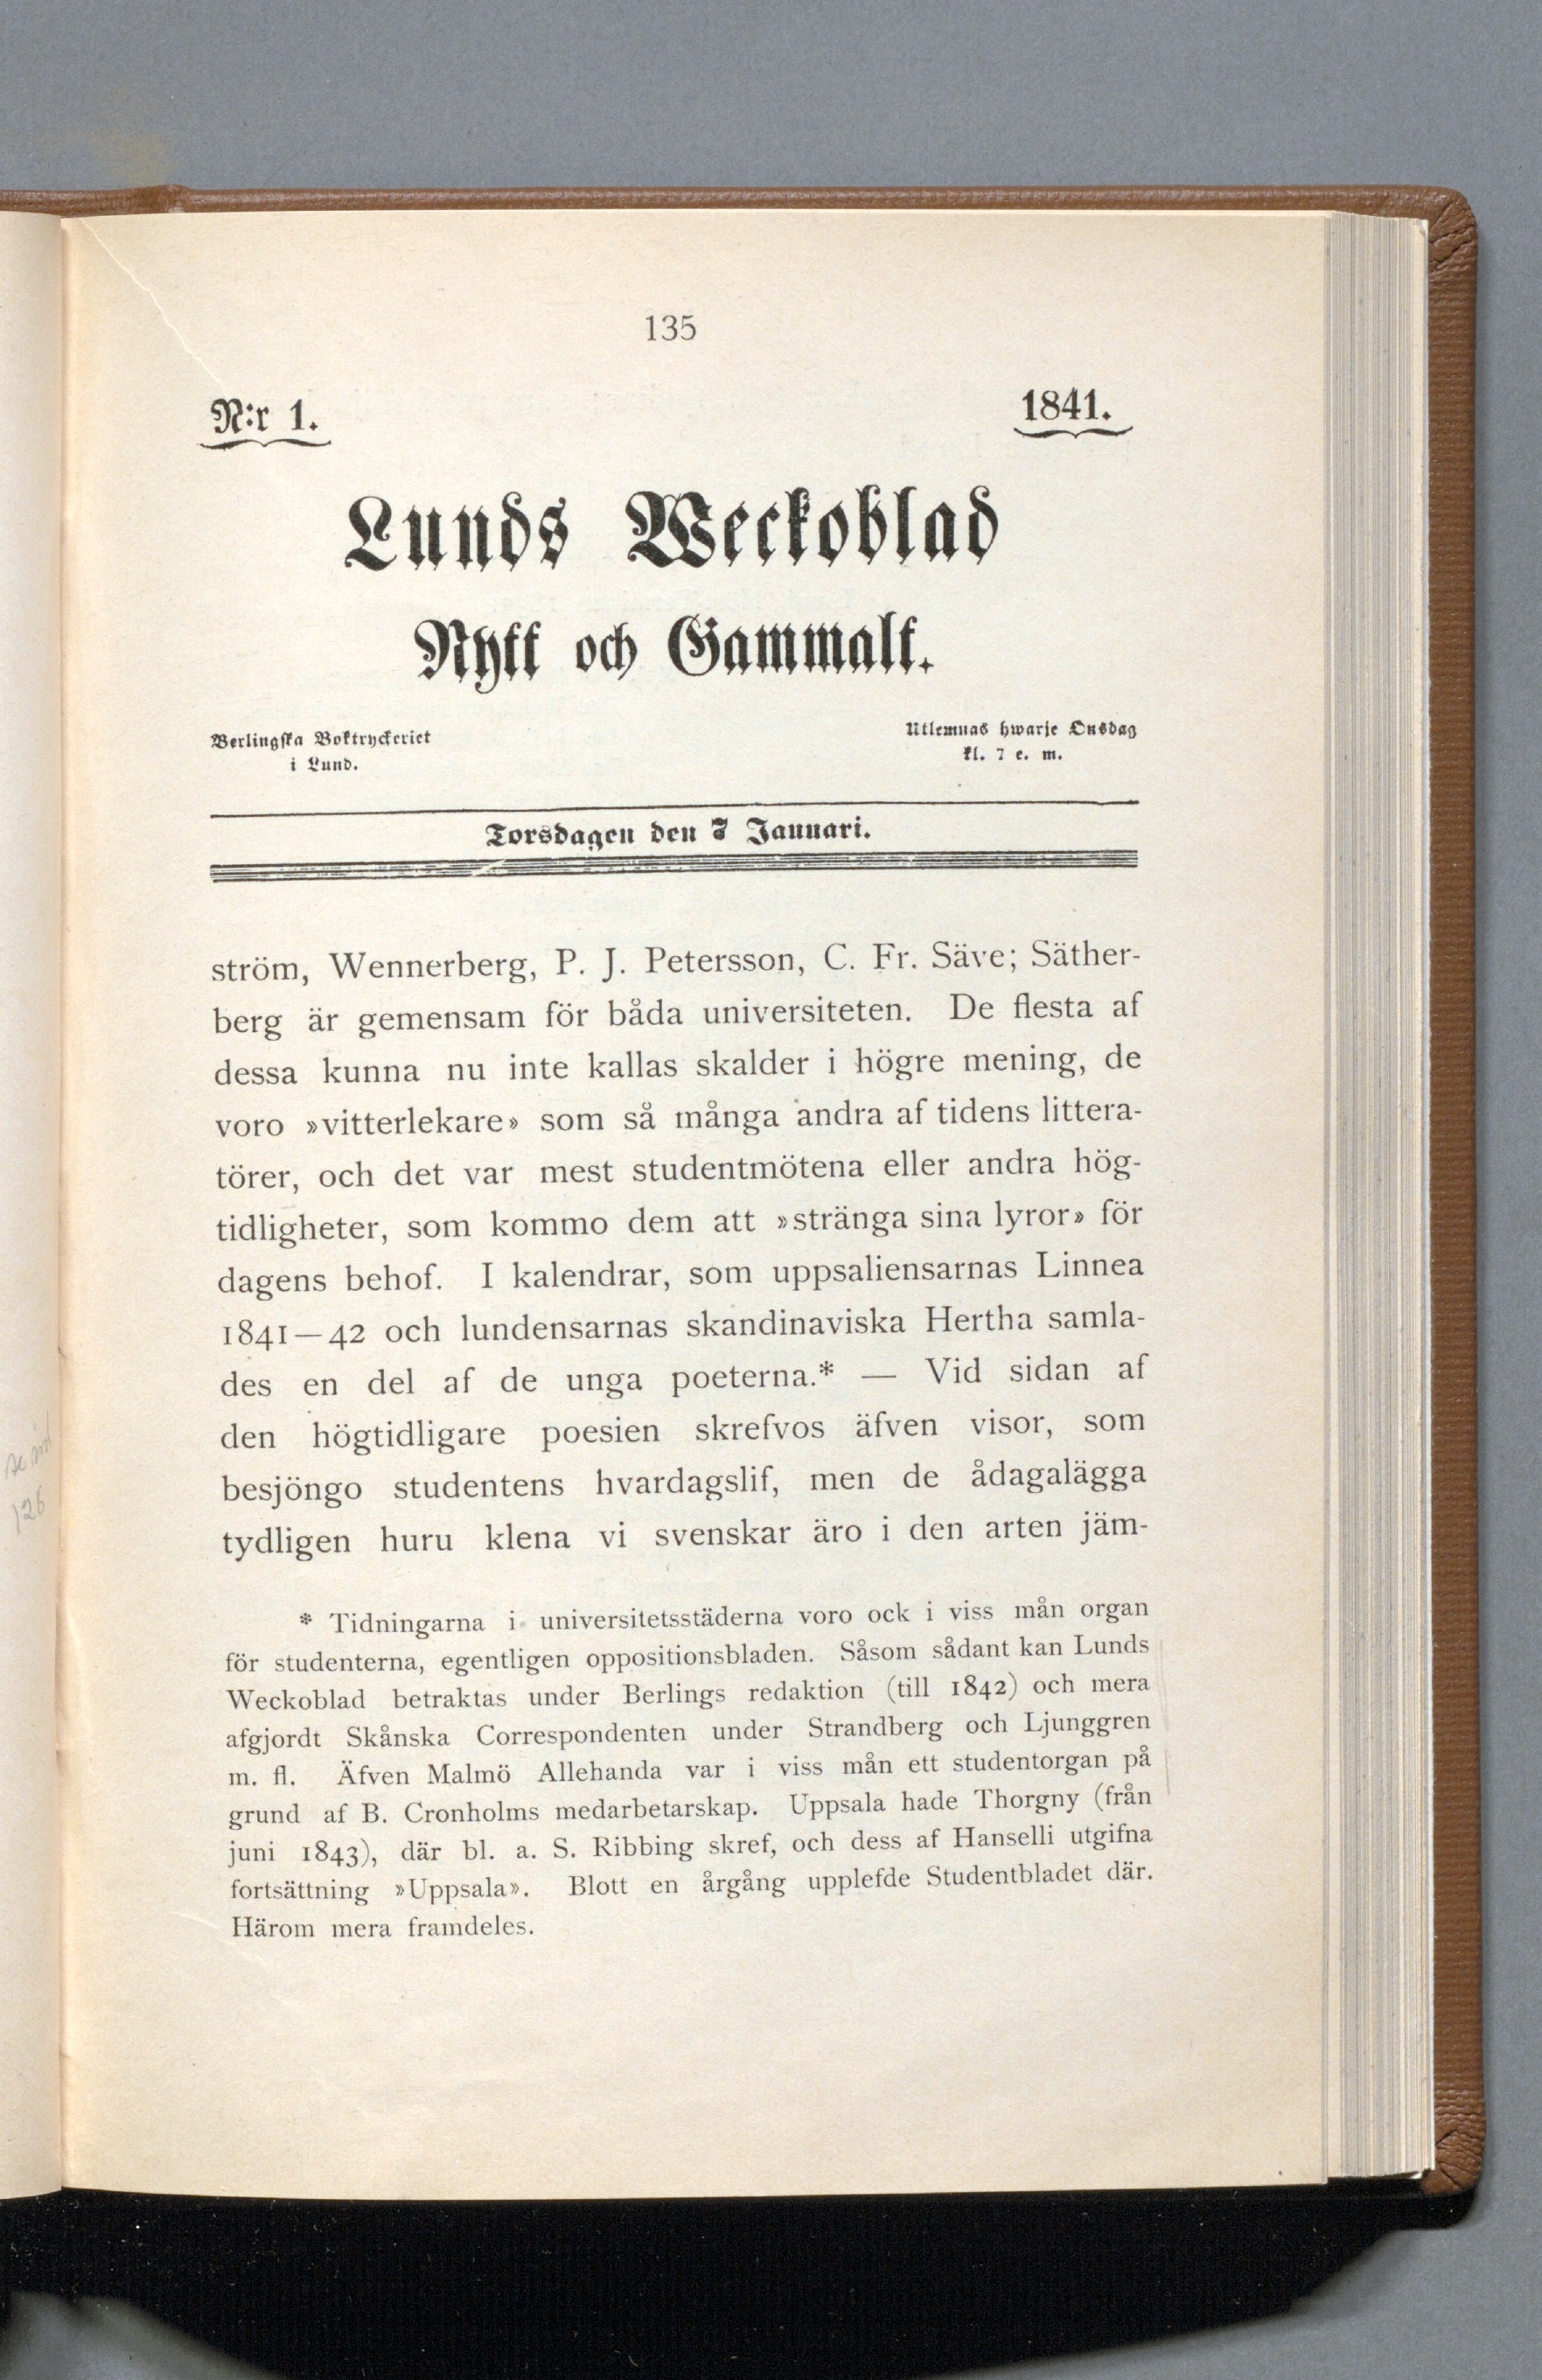 135
N:r 1.
1841.
Lunds Weckoblad
Nytt och Gammalt.
Berlingska Boktryckeriet
i Lund.
Utlemnas hwarje Onsdag
kl. 7 e. m.
Torsdagen den 7 Januari.
ström, Wennerberg, P. J. Petersson, C. Fr. Säve; Säther-
berg är gemensam för båda universiteten. De flesta af
dessa kunna nu inte kallas skalder i högre mening, de
voro »vitterlekare» som så många andra af tidens littera-
törer, och det var mest studentmötena eller andra hög-
tidligheter, som kommo dem att »stränga sina lyror» för
dagens behof. I kalendrar, som uppsaliensarnas Linnea
1841—42 och lundensarnas skandinaviska Hertha samla-
des en del af de unga poeterna.* — Vid sidan af
den högtidligare poesien skrefvos äfven visor, som
besjöngo studentens hvardagslif, men de ådagalägga
tydligen huru klena vi svenskar äro i den arten jäm-
* Tidningarna i universitetsstäderna voro ock i viss mån organ
för studenterna, egentligen oppositionsbladen. Såsom sådant kan Lunds
Weckoblad betraktas under Berlings redaktion (till 1842) och mera
afgjordt Skånska Correspondenten under Strandberg och Ljunggren
m. fl. Äfven Malmö Allehanda var i viss mån ett studentorgan på
grund af B. Cronholms medarbetarskap. Uppsala hade Thorgny (från
juni 1843), där bl. a. S. Ribbing skref, och dess af Hanselli utgifna
fortsättning »Uppsala». Blott en årgång upplefde Studentbladet där.
Härom mera framdeles.
126